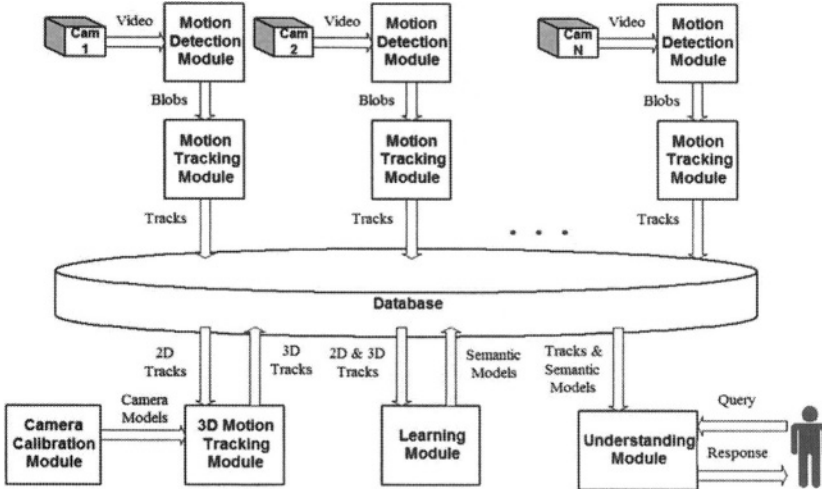 Cam 1
Video
Motion Detection Module
Cam 2
Video
Motion Detection Module
Cam N
Video
Motion Detection Module
Blobs
Blobs
Blobs
Motion Tracking Module
Motion Tracking Module
Motion Tracking Module
Tracks
Tracks
. . .
Tracks
Database
2D Tracks
3D Tracks
2D & 3D Tracks
Semantic Models
Tracks & Semantic Models
Camera Calibration Module
Camera Models
3D Motion Tracking Module
Learning Module
Understanding Module
Query
Response